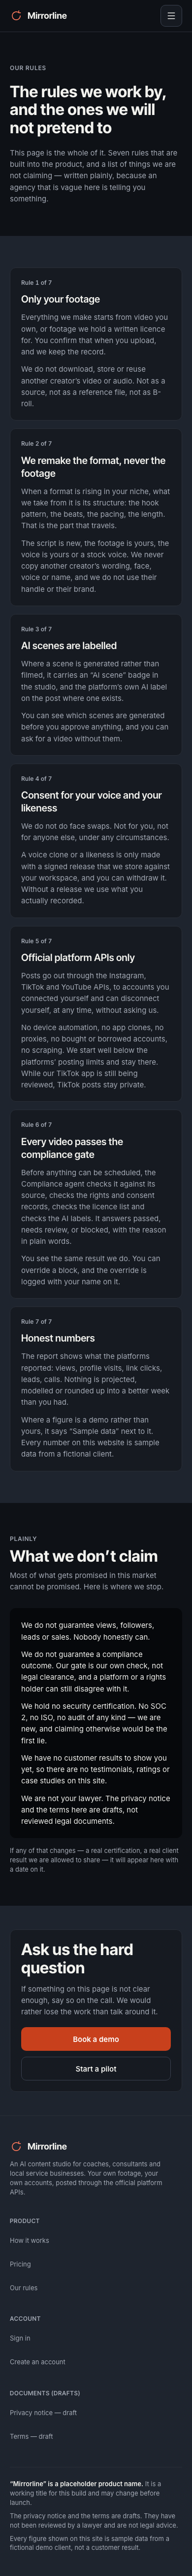 Mirrorline
OUR RULES
The rules we work by,
and the ones we will
not pretend to
This page is the whole of it. Seven rules that are
built into the product, and a list of things we are
not claiming — written plainly, because an
agency that is vague here is telling you
something.
Rule 1 of 7
Only your footage
Everything we make starts from video you
own, or footage we hold a written licence
for. You confirm that when you upload,
and we keep the record.
We do not download, store or reuse
another creator’s video or audio. Not as a
source, not as a reference file, not as B-
roll.
Rule 2 of 7
We remake the format, never the
footage
When a format is rising in your niche, what
we take from it is its structure: the hook
pattern, the beats, the pacing, the length.
That is the part that travels.
The script is new, the footage is yours, the
voice is yours or a stock voice. We never
copy another creator’s wording, face,
voice or name, and we do not use their
handle or their brand.
Rule 3 of 7
AI scenes are labelled
Where a scene is generated rather than
filmed, it carries an “AI scene” badge in
the studio, and the platform’s own AI label
on the post where one exists.
You can see which scenes are generated
before you approve anything, and you can
ask for a video without them.
Rule 4 of 7
Consent for your voice and your
likeness
We do not do face swaps. Not for you, not
for anyone else, under any circumstances.
A voice clone or a likeness is only made
with a signed release that we store against
your workspace, and you can withdraw it.
Without a release we use what you
actually recorded.
Rule 5 of 7
Official platform APIs only
Posts go out through the Instagram,
TikTok and YouTube APIs, to accounts you
connected yourself and can disconnect
yourself, at any time, without asking us.
No device automation, no app clones, no
proxies, no bought or borrowed accounts,
no scraping. We start well below the
platforms’ posting limits and stay there.
While our TikTok app is still being
reviewed, TikTok posts stay private.
Rule 6 of 7
Every video passes the
compliance gate
Before anything can be scheduled, the
Compliance agent checks it against its
source, checks the rights and consent
records, checks the licence list and
checks the AI labels. It answers passed,
needs review, or blocked, with the reason
in plain words.
You see the same result we do. You can
override a block, and the override is
logged with your name on it.
Rule 7 of 7
Honest numbers
The report shows what the platforms
reported: views, profile visits, link clicks,
leads, calls. Nothing is projected,
modelled or rounded up into a better week
than you had.
Where a figure is a demo rather than
yours, it says “Sample data” next to it.
Every number on this website is sample
data from a fictional client.
PLAINLY
What we don’t claim
Most of what gets promised in this market
cannot be promised. Here is where we stop.
We do not guarantee views, followers,
leads or sales. Nobody honestly can.
We do not guarantee a compliance
outcome. Our gate is our own check, not
legal clearance, and a platform or a rights
holder can still disagree with it.
We hold no security certification. No SOC
2, no ISO, no audit of any kind — we are
new, and claiming otherwise would be the
first lie.
We have no customer results to show you
yet, so there are no testimonials, ratings or
case studies on this site.
We are not your lawyer. The privacy notice
and the terms here are drafts, not
reviewed legal documents.
If any of that changes — a real certification, a real client
result we are allowed to share — it will appear here with
a date on it.
Ask us the hard
question
If something on this page is not clear
enough, say so on the call. We would
rather lose the work than talk around it.
Book a demo
Start a pilot
Mirrorline
An AI content studio for coaches, consultants and
local service businesses. Your own footage, your
own accounts, posted through the official platform
APIs.
PRODUCT
How it works
Pricing
Our rules
ACCOUNT
Sign in
Create an account
DOCUMENTS (DRAFTS)
Privacy notice — draft
Terms — draft
“Mirrorline” is a placeholder product name. It is a
working title for this build and may change before
launch.
The privacy notice and the terms are drafts. They have
not been reviewed by a lawyer and are not legal advice.
Every figure shown on this site is sample data from a
fictional demo client, not a customer result.